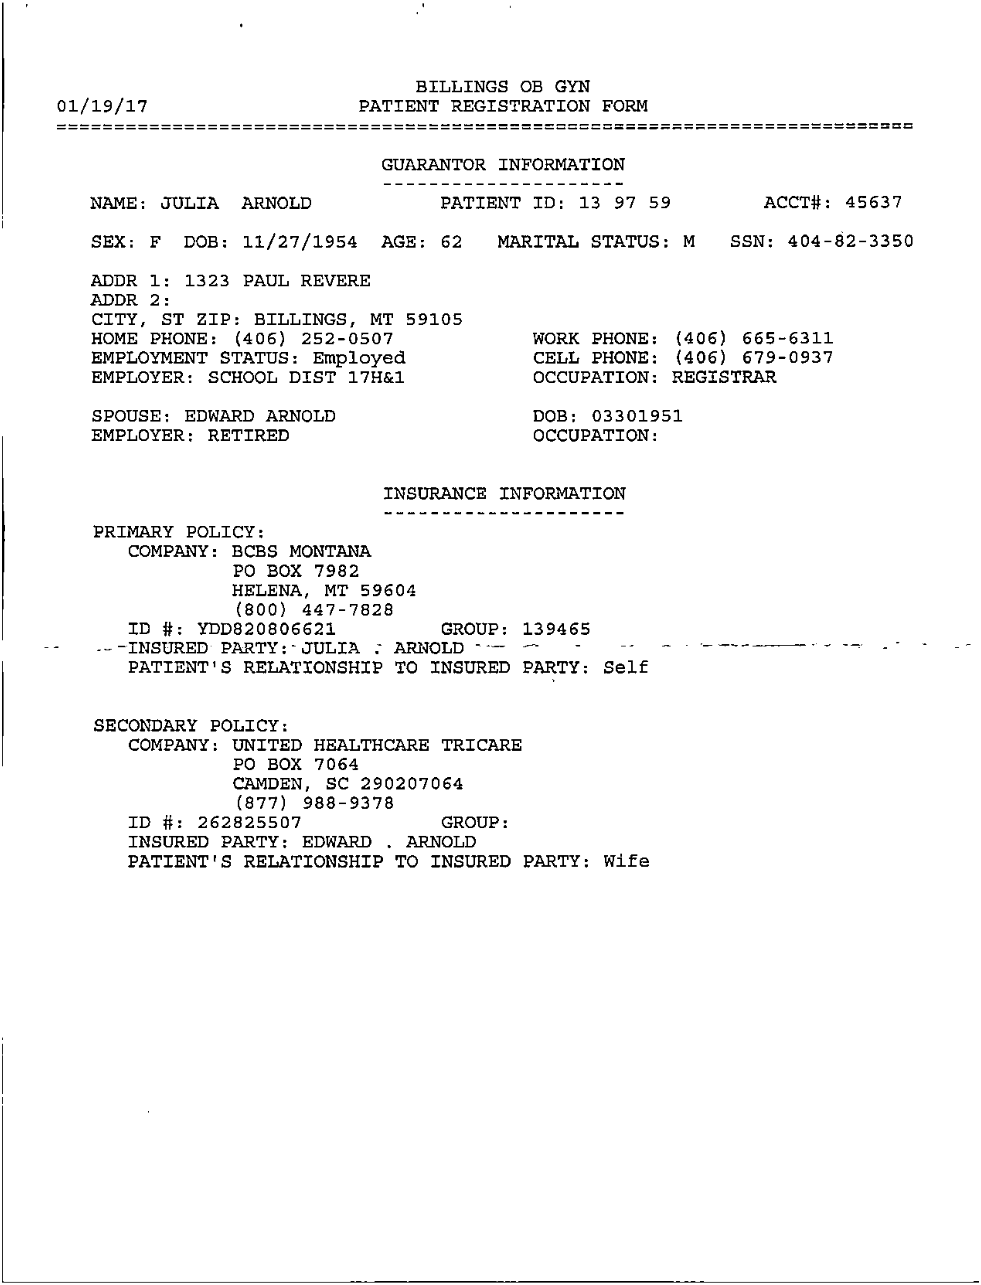 BILLINGS OB GYN
01/19/17 PATIENT REGISTRATION FORM
==========================================================================
GUARANTOR INFORMATION
---------------------
NAME: JULIA ARNOLD PATIENT ID: 13 97 59 ACCT#: 45637
SEX: F DOB: 11/27/1954 AGE: 62 MARITAL STATUS: M SSN: 404-82-3350
ADDR 1: 1323 PAUL REVERE
ADDR 2:
CITY, ST ZIP: BILLINGS, MT 59105
HOME PHONE: (406) 252-0507 WORK PHONE: (406) 665-6311
EMPLOYMENT STATUS: Employed CELL PHONE: (406) 679-0937
EMPLOYER: SCHOOL DIST 17H&1 OCCUPATION: REGISTRAR
SPOUSE: EDWARD ARNOLD DOB: 03301951
EMPLOYER: RETIRED OCCUPATION:
INSURANCE INFORMATION
---------------------
PRIMARY POLICY:
COMPANY: BCBS MONTANA
PO BOX 7982
HELENA, MT 59604
(800) 447-7828
ID #: YDD820806621 GROUP: 139465
INSURED PARTY: JULIA . ARNOLD
PATIENT'S RELATIONSHIP TO INSURED PARTY: Self
SECONDARY POLICY:
COMPANY: UNITED HEALTHCARE TRICARE
PO BOX 7064
CAMDEN, SC 290207064
(877) 988-9378
ID #: 262825507 GROUP:
INSURED PARTY: EDWARD . ARNOLD
PATIENT'S RELATIONSHIP TO INSURED PARTY: Wife